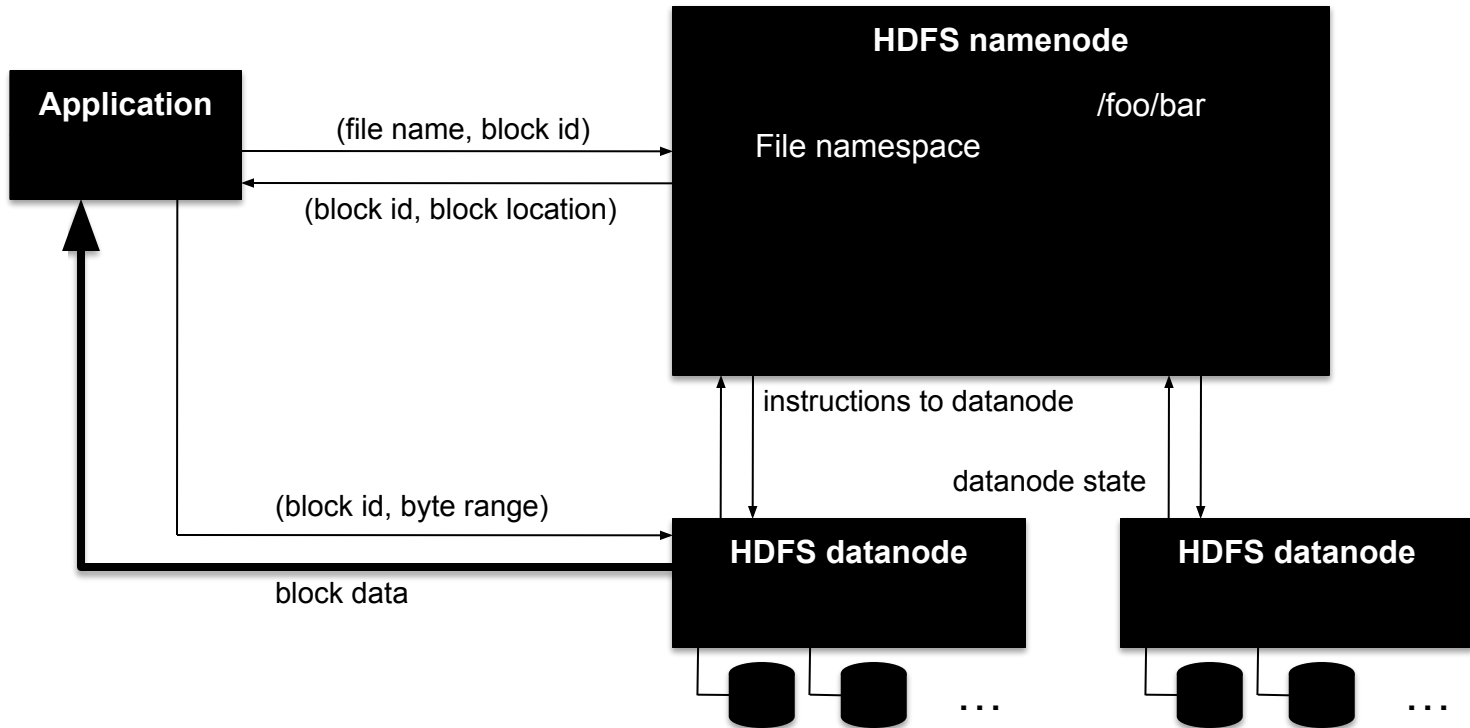 HDFS namenode
Application
/foo/bar
(file name, block id)
File namespace
(block id, block location)
instructions to datanode
datanode state
(block id, byte range)
HDFS datanode
HDFS datanode
block data
...
...